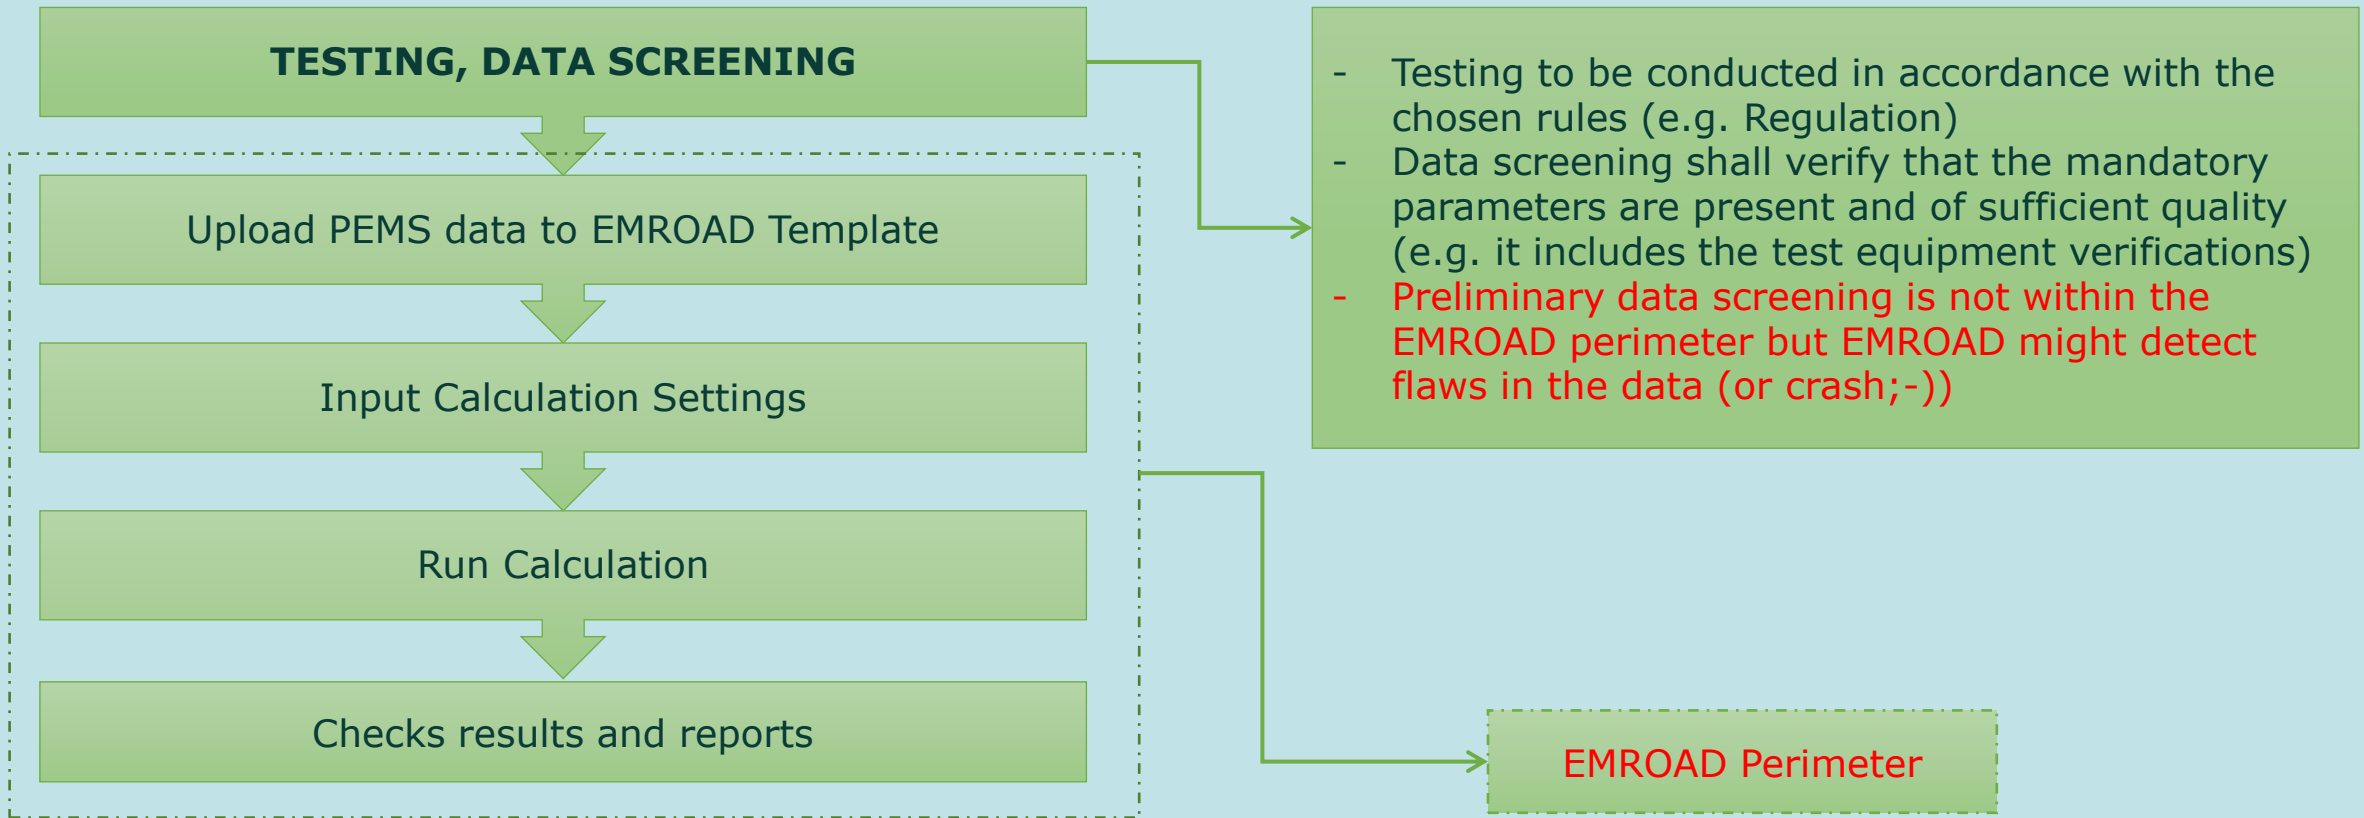 TESTING, DATA SCREENING
Upload PEMS data to EMROAD Template
Input Calculation Settings
Run Calculation
Checks results and reports
- Testing to be conducted in accordance with the
chosen rules (e.g. Regulation)
- Data screening shall verify that the mandatory
parameters are present and of sufficient quality
(e.g. it includes the test equipment verifications)
- Preliminary data screening is not within the
EMROAD perimeter but EMROAD might detect
flaws in the data (or crash;-))
EMROAD Perimeter